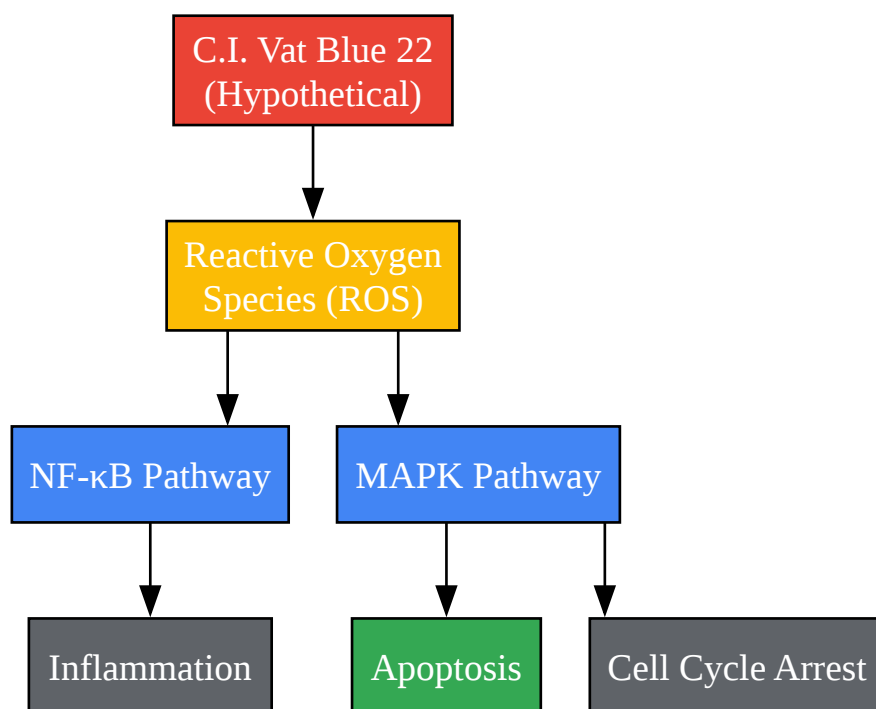 C.I. Vat Blue 22
(Hypothetical)
Reactive Oxygen
Species (ROS)
NF-κB Pathway
MAPK Pathway
Inflammation
Apoptosis
Cell Cycle Arrest